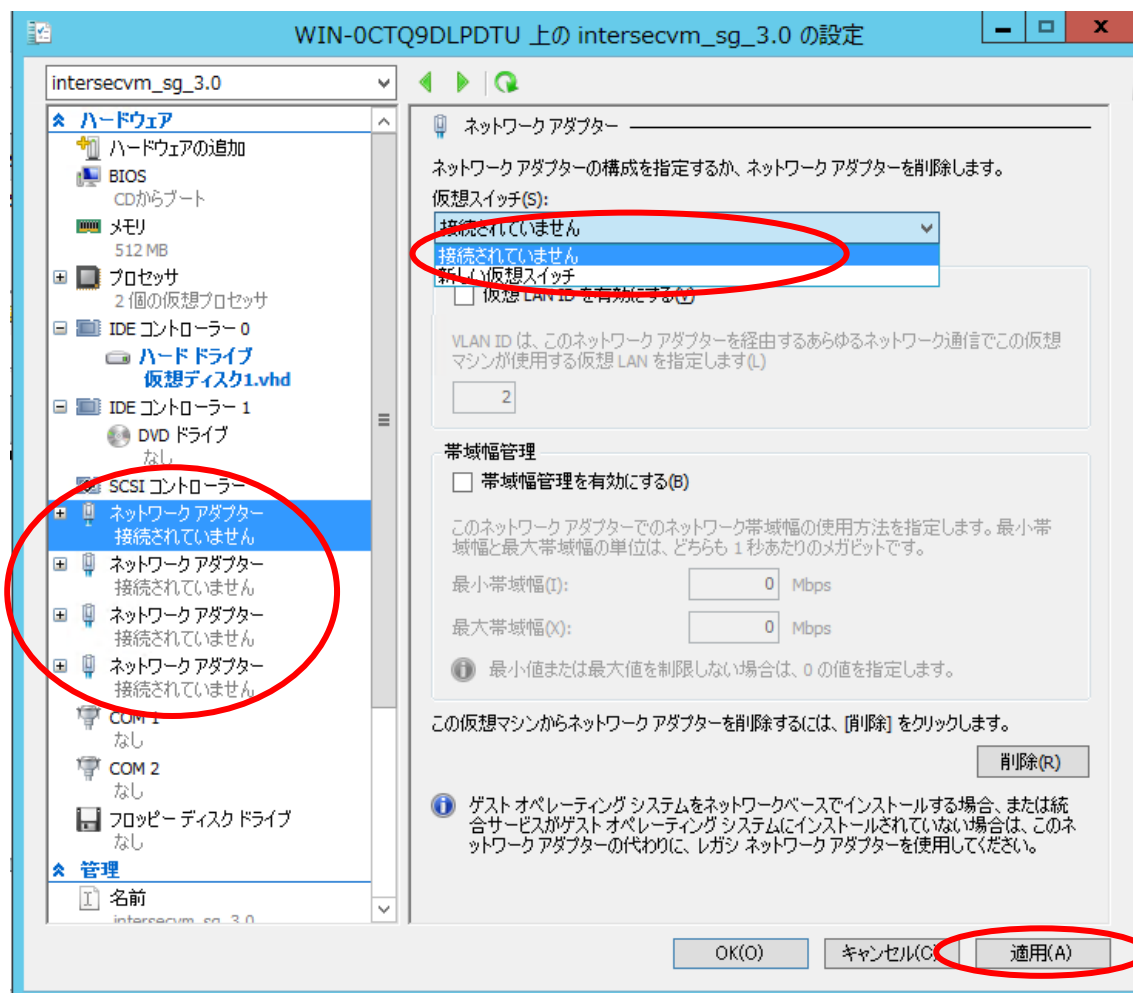 WIN-0CTQ9DLPDTU 上の intersecvm_sg_3.0 の設定
intersecvm_sg_3.0
ハードウェア
ハードウェアの追加
BIOS
CDからブート
メモリ
512 MB
プロセッサ
2 個の仮想プロセッサ
IDE コントローラー 0
ハード ドライブ
仮想ディスク1.vhd
IDE コントローラー 1
DVD ドライブ
なし
SCSI コントローラー
ネットワーク アダプター
接続されていません
ネットワーク アダプター
接続されていません
ネットワーク アダプター
接続されていません
ネットワーク アダプター
接続されていません
COM 1
なし
COM 2
なし
フロッピー ディスク ドライブ
なし
管理
名前
intersecvm_sg_3.0
ネットワーク アダプター
ネットワーク アダプターの構成を指定するか、ネットワーク アダプターを削除します。
仮想スイッチ(S):
接続されていません
接続されていません
新しい仮想スイッチ
仮想 LAN ID を有効にする(V)
VLAN ID は、このネットワーク アダプターを経由するあらゆるネットワーク通信でこの仮想
マシンが使用する仮想 LAN を指定します(L)
2
帯域幅管理
帯域幅管理を有効にする(B)
このネットワーク アダプターでのネットワーク帯域幅の使用方法を指定します。最小帯
域幅と最大帯域幅の単位は、どちらも 1 秒あたりのメガビットです。
最小帯域幅(I):
0 Mbps
最大帯域幅(X):
0 Mbps
最小値または最大値を制限しない場合は、0 の値を指定します。
この仮想マシンからネットワーク アダプターを削除するには、[削除] をクリックします。
削除(R)
ゲスト オペレーティング システムをネットワークベースでインストールする場合、または統
合サービスがゲスト オペレーティング システムにインストールされていない場合は、このネ
ットワーク アダプターの代わりに、レガシ ネットワーク アダプターを使用してください。
OK(O)
キャンセル(C)
適用(A)